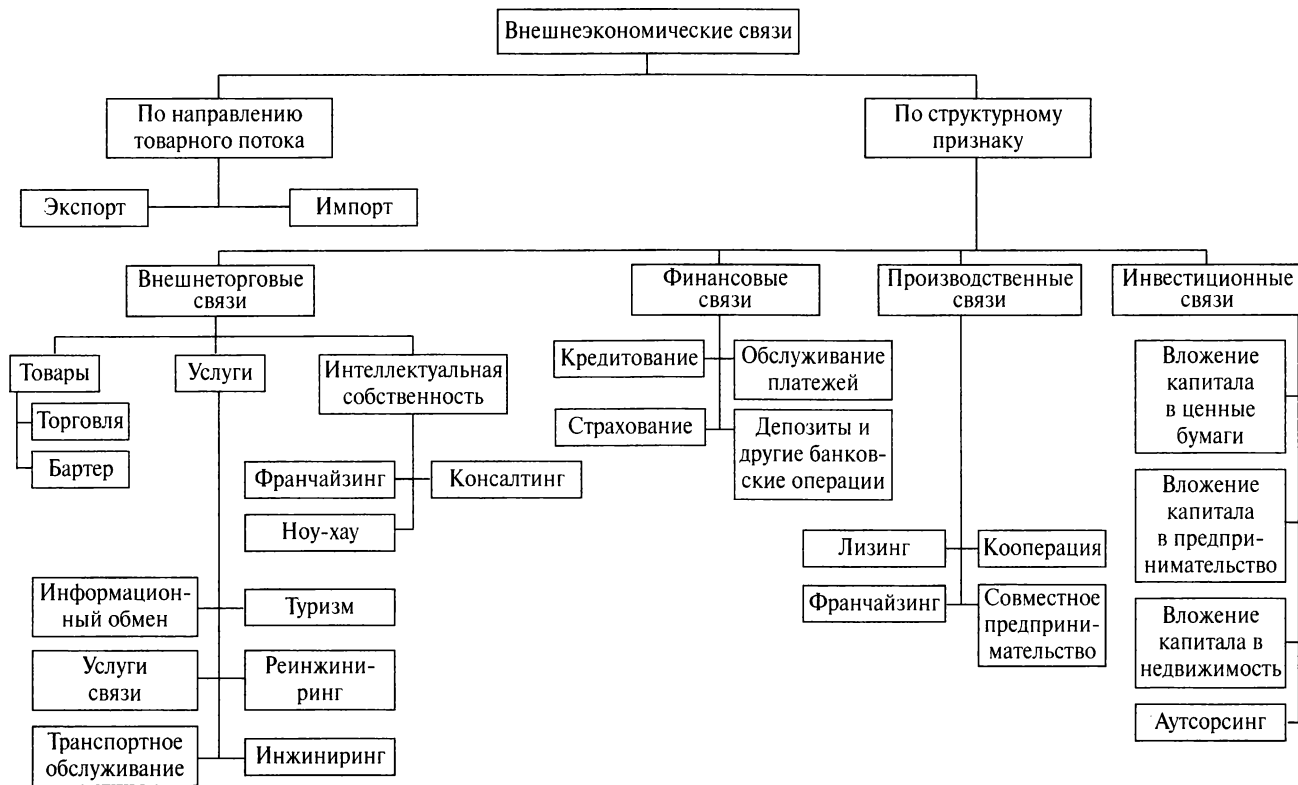 Внешнеэкономические связи
По направлению
товарного потока
По структурному
признаку
Экспорт
Импорт
Внешнеторговые
связи
Финансовые
связи
Производственные
связи
Инвестиционные
связи
Товары
Услуги
Интеллектуальная
собственность
Торговля
Бартер
Франчайзинг
Консалтинг
Ноу-хау
Информацион-
ный обмен
Туризм
Услуги
связи
Реинжини-
ринг
Транспортное
обслуживание
Инжиниринг
Кредитование
Обслуживание
платежей
Страхование
Депозиты и
другие банков-
ские операции
Лизинг
Кооперация
Франчайзинг
Совместное
предприни-
мательство
Вложение
капитала
в ценные
бумаги
Вложение
капитала
в предпри-
нимательство
Вложение
капитала в
недвижимость
Аутсорсинг